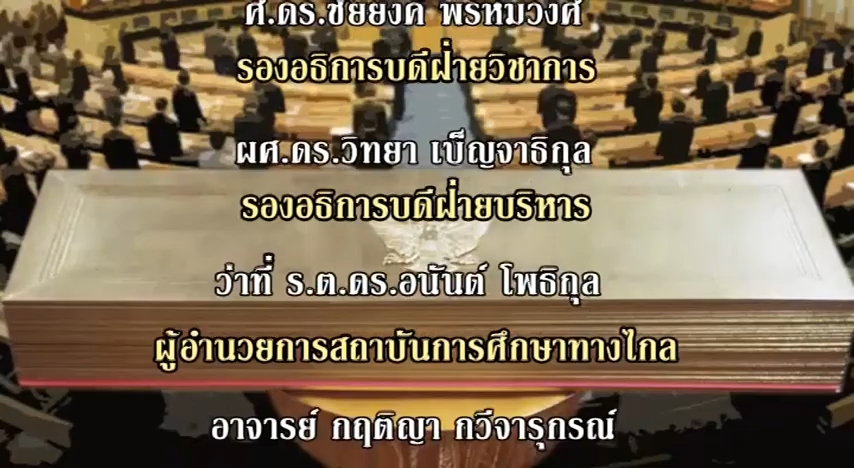 ศ.ดร.ชัยยงค์ พรหมวงศ์
รองอธิการบดีฝ่ายวิชาการ
ผศ.ดร.วิทยา เบ็ญจาธิกุล
รองอธิการบดีฝ่ายบริหาร
ว่าที่ ร.ต.ดร.อนันต์ โพธิกุล
ผู้อำนวยการสถาบันการศึกษาทางไกล
อาจารย์ กฤติญา กวีจารุกรณ์